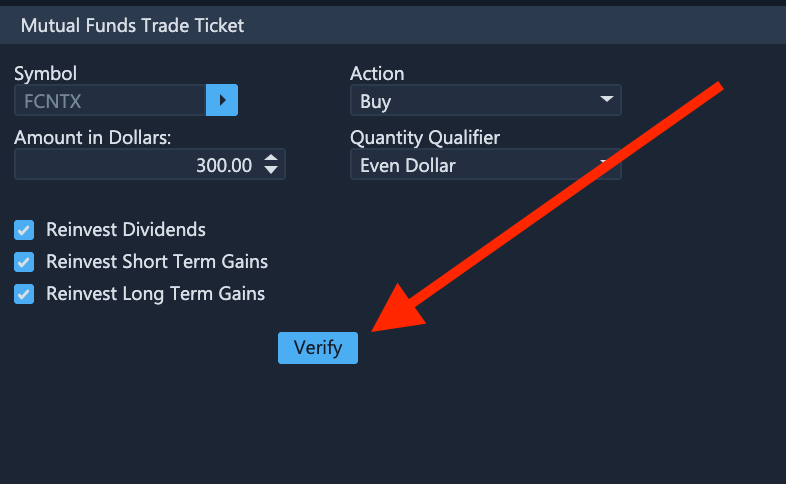 Mutual Funds Trade Ticket
Symbol Action
FCNTX Buy
Amount in Dollars: Quantity Qualifier
300.00 Even Dollar
Reinvest Dividends
Reinvest Short Term Gains
Reinvest Long Term Gains
Verify